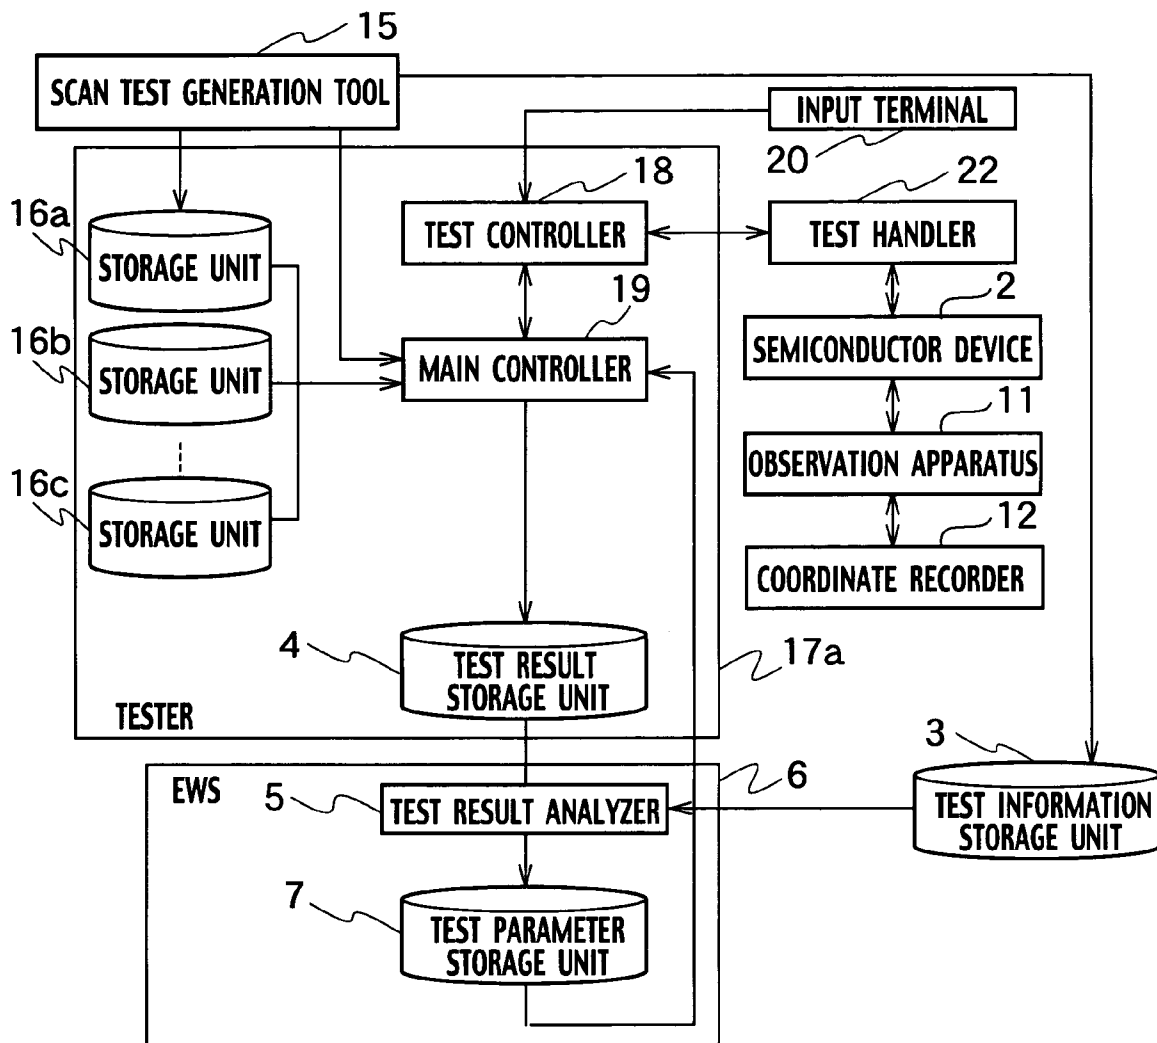 15
SCAN TEST GENERATION TOOL
INPUT TERMINAL
20
18
22
16a
STORAGE UNIT
TEST CONTROLLER
TEST HANDLER
19
2
16b
STORAGE UNIT
MAIN CONTROLLER
SEMICONDUCTOR DEVICE
11
OBSERVATION APPARATUS
16c
STORAGE UNIT
12
COORDINATE RECORDER
4
TEST RESULT
STORAGE UNIT
17a
TESTER
3
TEST INFORMATION
STORAGE UNIT
EWS
6
5
TEST RESULT ANALYZER
7
TEST PARAMETER
STORAGE UNIT